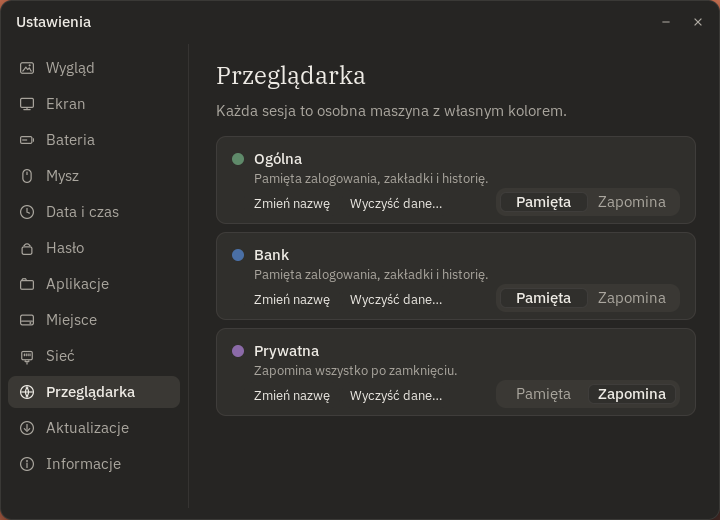 Ustawienia
Wygląd
Ekran
Bateria
Mysz
Data i czas
Hasło
Aplikacje
Miejsce
Sieć
Przeglądarka
Aktualizacje
Informacje
Przeglądarka
Każda sesja to osobna maszyna z własnym kolorem.
Ogólna
Pamięta zalogowania, zakładki i historię.
Zmień nazwę Wyczyść dane... Pamięta Zapomina
Bank
Pamięta zalogowania, zakładki i historię.
Zmień nazwę Wyczyść dane... Pamięta Zapomina
Prywatna
Zapomina wszystko po zamknięciu.
Zmień nazwę Wyczyść dane... Pamięta Zapomina